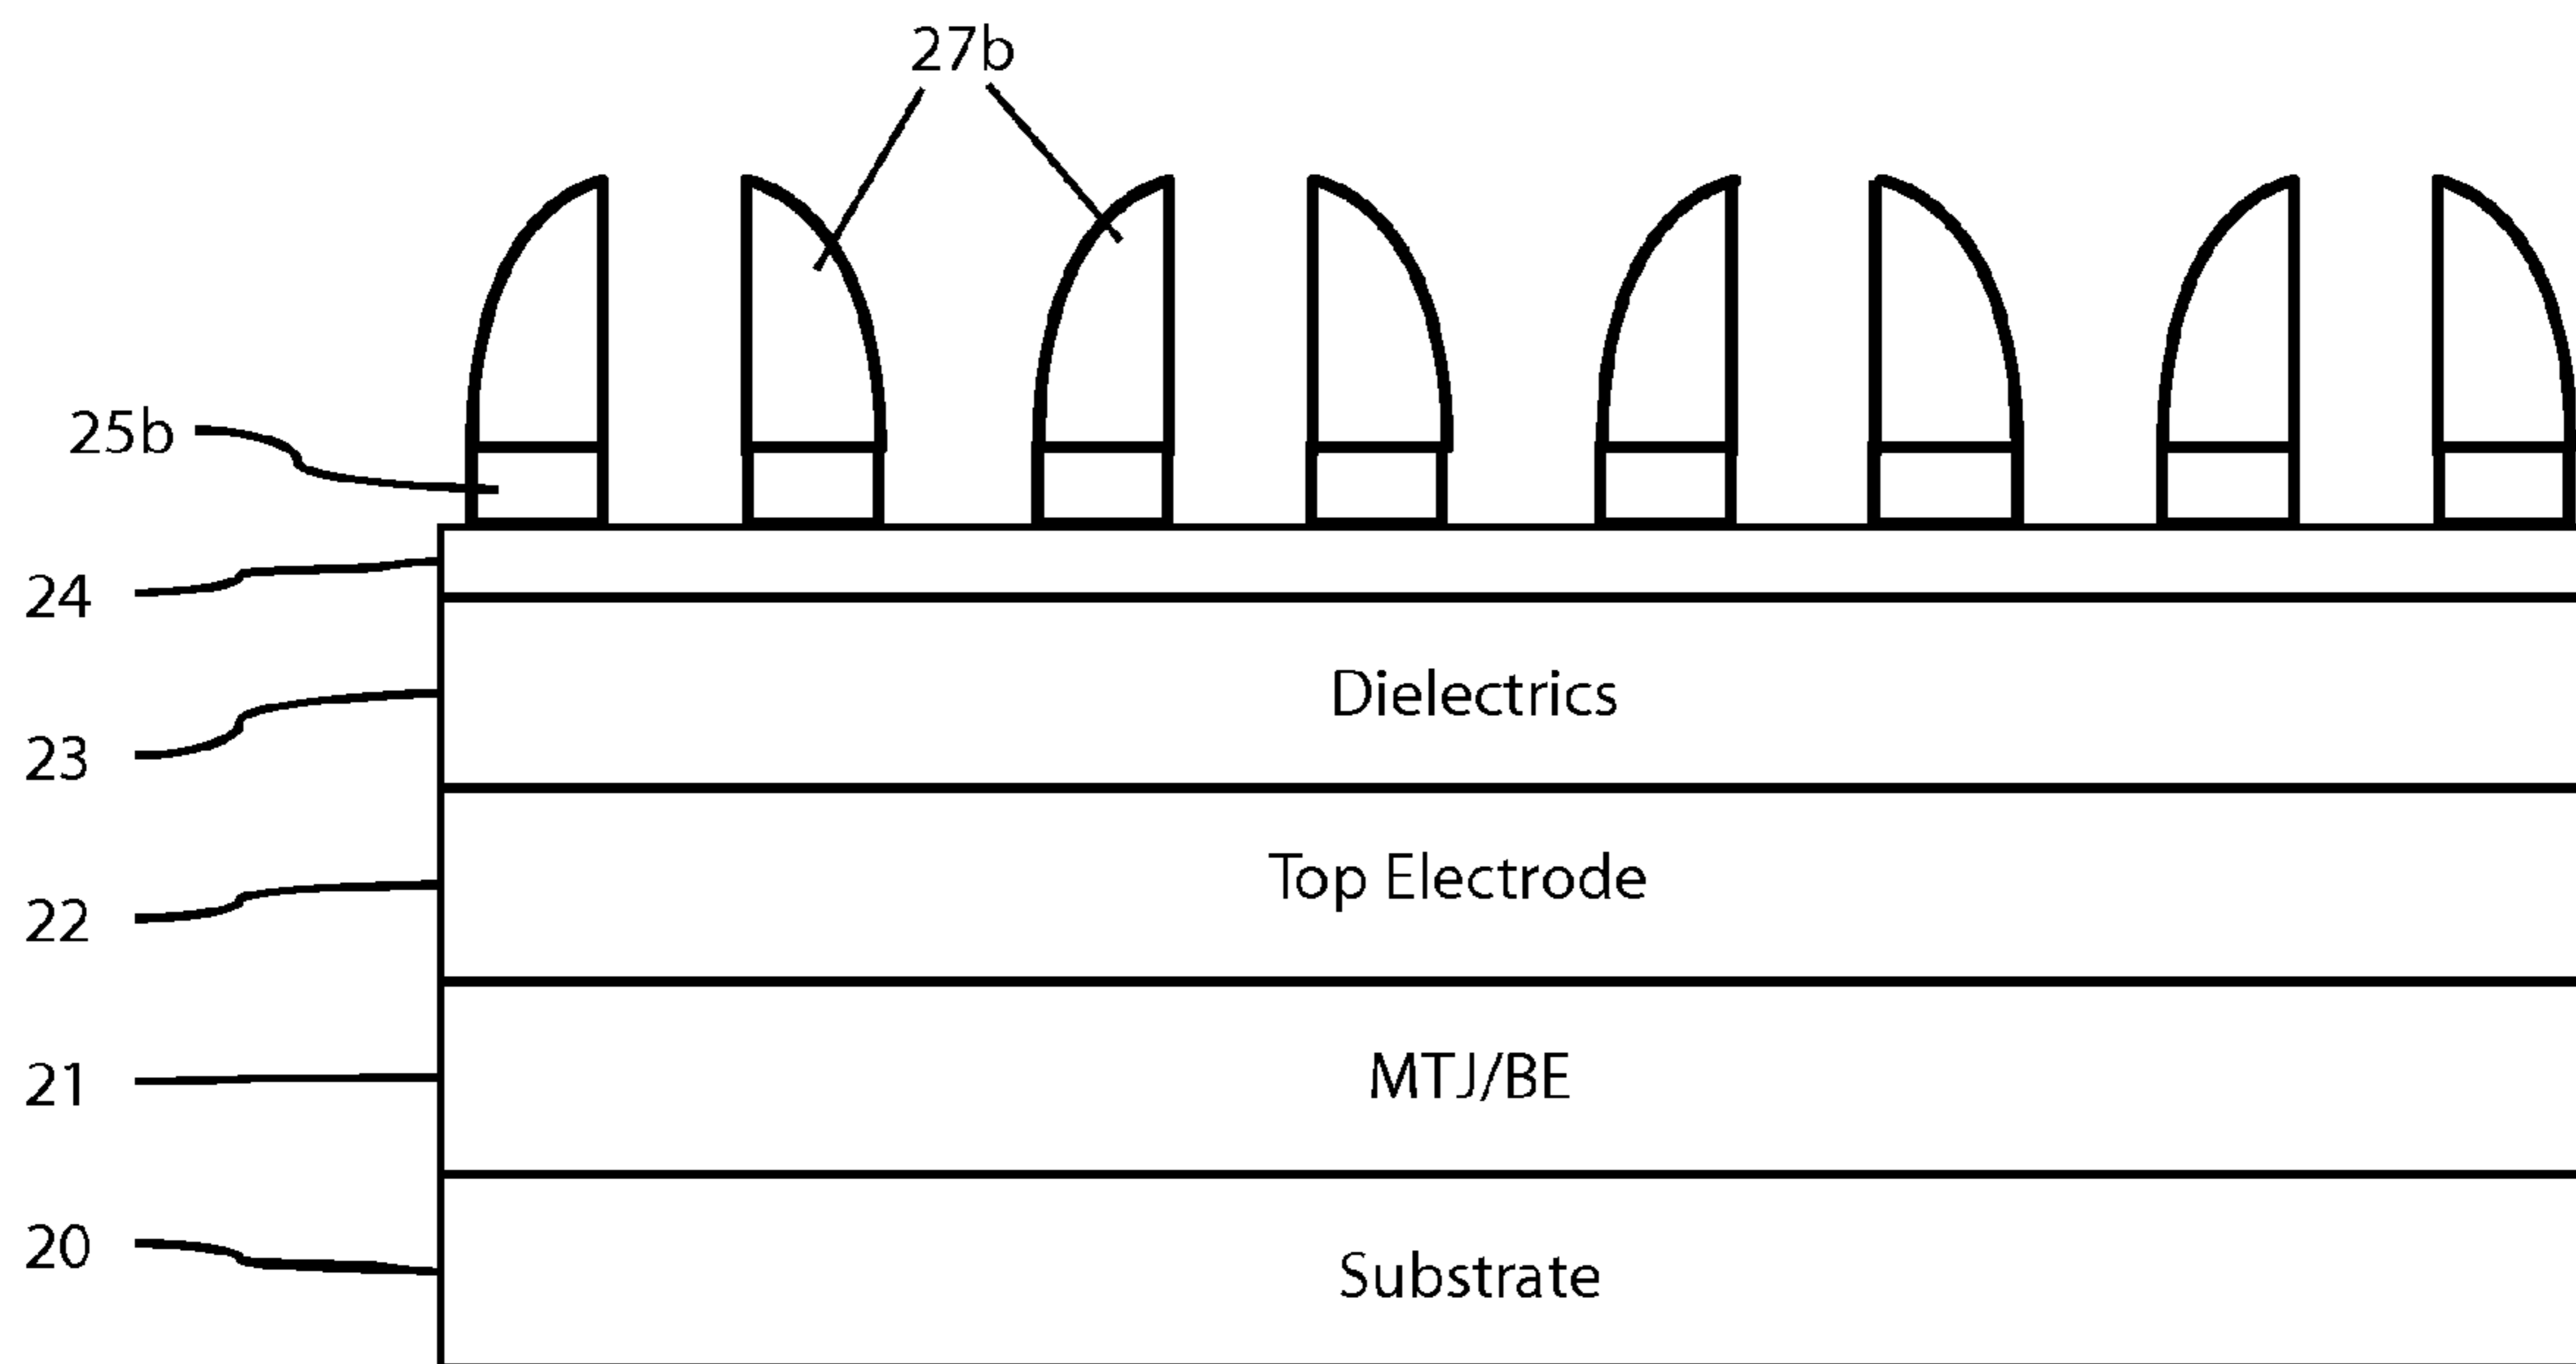 27b
25b
24
23
Dielectrics
22
Top Electrode
21
MTJ/BE
20
Substrate